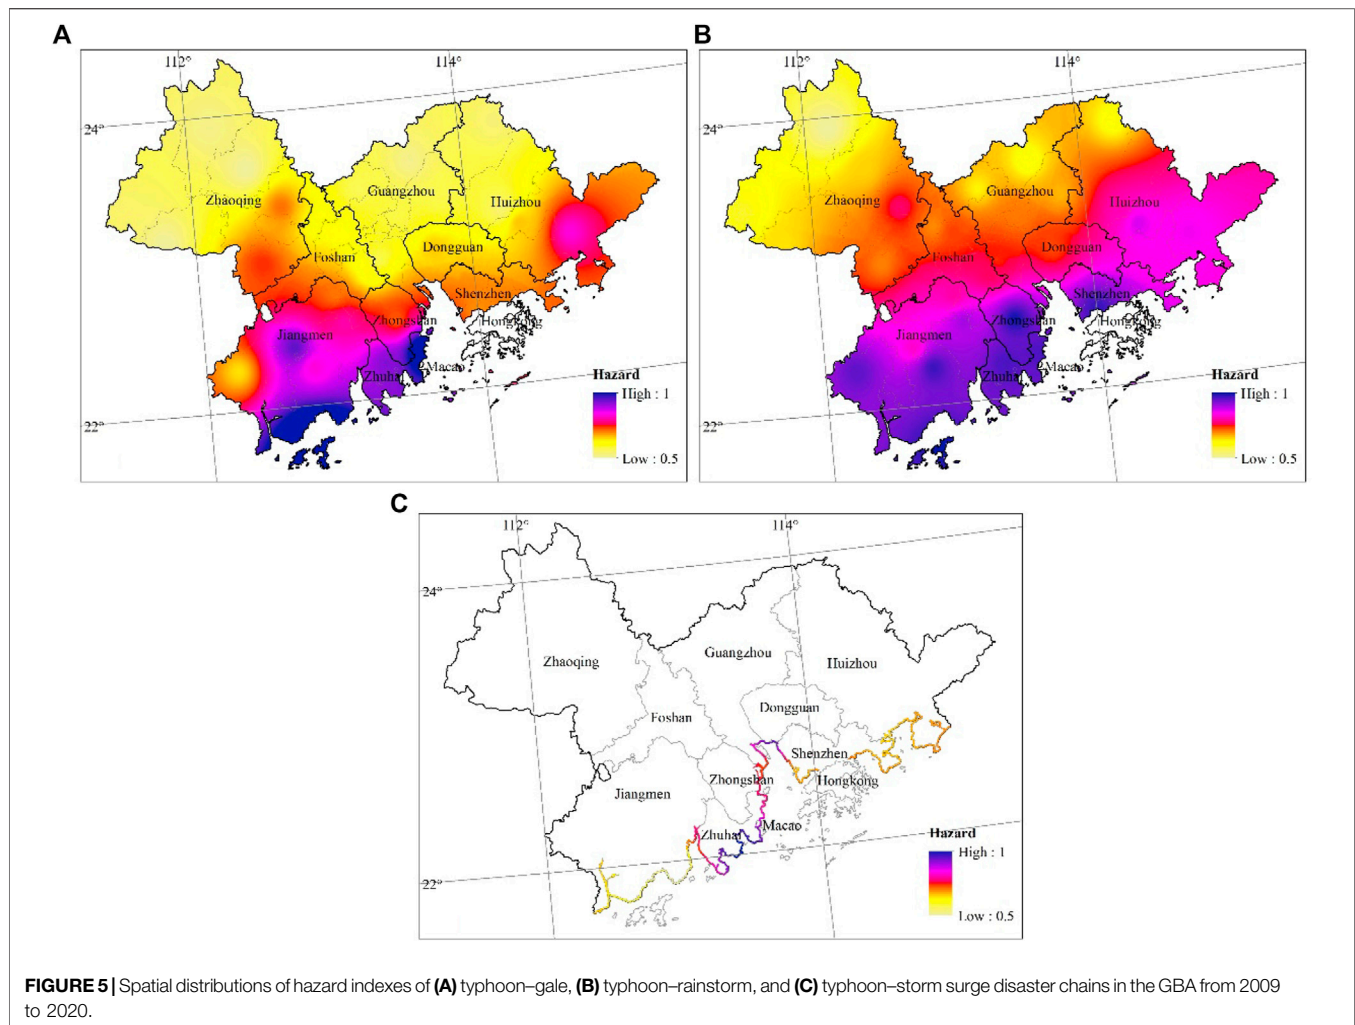 A
112°
114°
24°
Zhaoqing
Guangzhou
Huizhou
Foshan
Dongguan
Shenzhen
Jiangmen
Zhongshan
Hongkong
Zhuhai
Macao
22°
Hazard
High : 1
Low : 0.5
B
112°
114°
24°
Zhaoqing
Guangzhou
Huizhou
Foshan
Dongguan
Shenzhen
Jiangmen
Zhongshan
Hongkong
Zhuhai
Macao
22°
Hazard
High : 1
Low : 0.5
C
112°
114°
24°
Zhaoqing
Guangzhou
Huizhou
Foshan
Dongguan
Shenzhen
Jiangmen
Zhongshan
Hongkong
Zhuhai
Macao
22°
Hazard
High : 1
Low : 0.5
FIGURE 5 | Spatial distributions of hazard indexes of (A) typhoon–gale, (B) typhoon–rainstorm, and (C) typhoon–storm surge disaster chains in the GBA from 2009
to 2020.